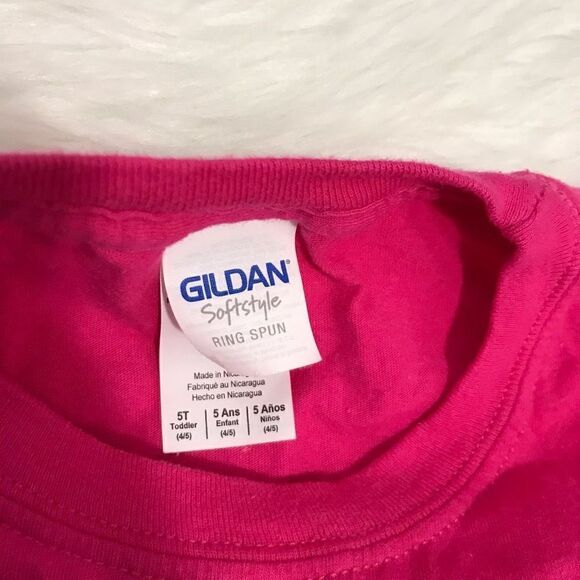 GILDAN®
Softstyle
RING SPUN
Made in
Fabriqué au Nicaragua
Hecho en Nicaragua
5T 5 Ans 5 Años
Toddler Enfant Niños
(4/5) (4/5) (4/5)